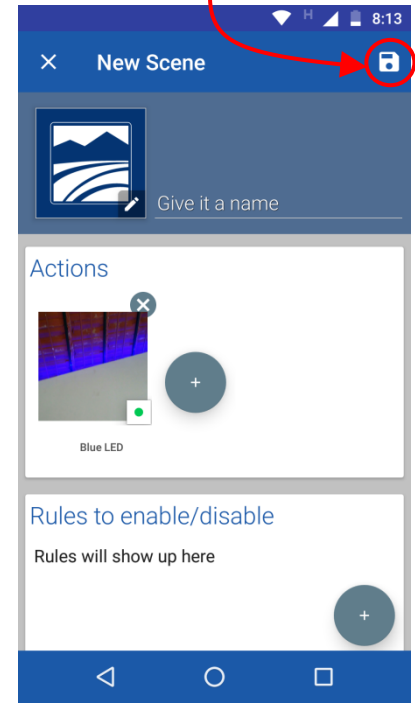 H 8:13
New Scene
Give it a name
Actions
Blue LED
Rules to enable/disable
Rules will show up here